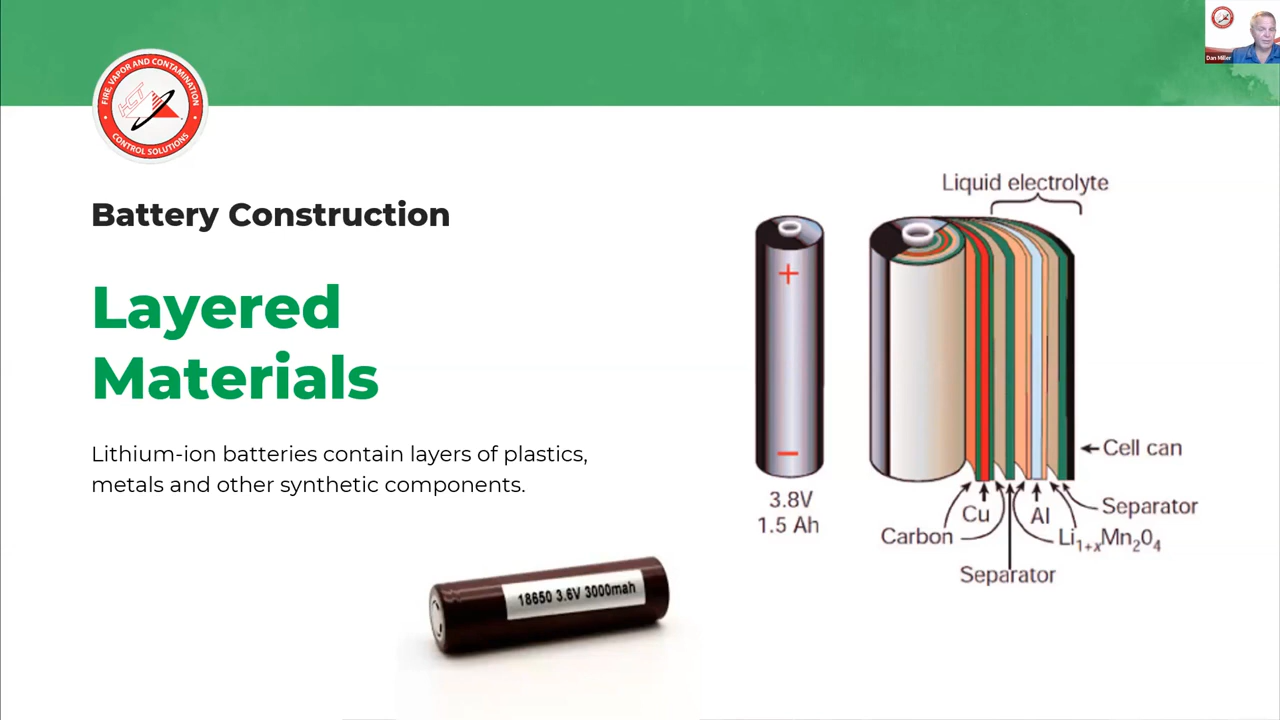 FIRE, VAPOR AND CONTAMINATION
HCT
CONTROL SOLUTIONS
Dan Miller
Battery Construction
Layered
Materials
Lithium-ion batteries contain layers of plastics,
metals and other synthetic components.
18650 3.6V 3000mah
+
−
3.8V
1.5 Ah
Liquid electrolyte
Cell can
Separator
Cu
Al
Carbon
Li1+xMn2O4
Separator